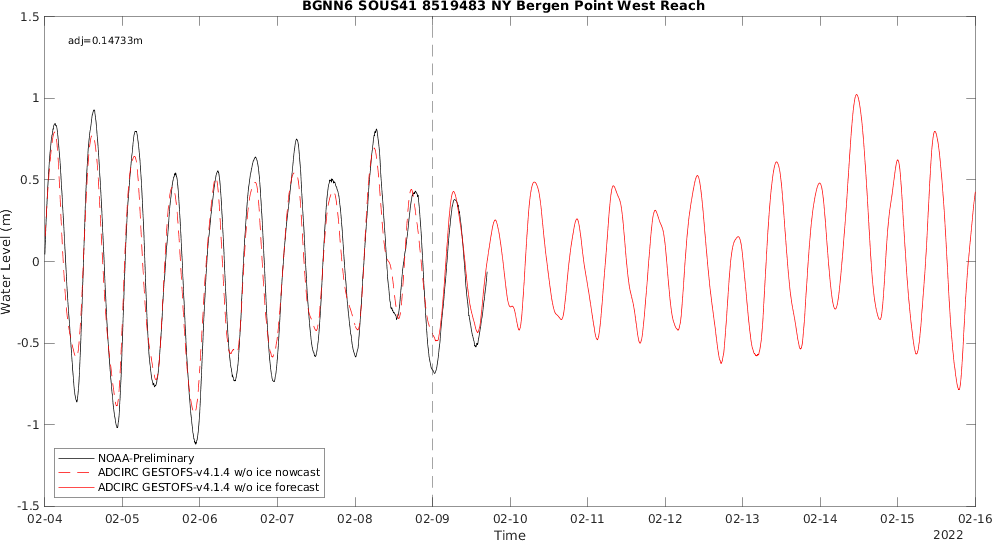 BGNN6 SOUS41 8519483 NY Bergen Point West Reach
adj=0.14733m
1.5
1
0.5
0
-0.5
-1
-1.5
Water Level (m)
NOAA-Preliminary
ADCIRC GESTOFS-v4.1.4 w/o ice nowcast
ADCIRC GESTOFS-v4.1.4 w/o ice forecast
02-04 02-05 02-06 02-07 02-08 02-09 02-10 02-11 02-12 02-13 02-14 02-15 02-16
Time
2022